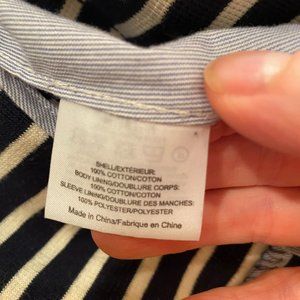 SHELL/EXTÉRIEUR:
100% COTTON/COTON
BODY LINING/DOUBLURE CORPS:
100% COTTON/COTON
SLEEVE LINING/DOUBLURE DES MANCHES:
100% POLYESTER/POLYESTER
Made in China/Fabriqué en Chine